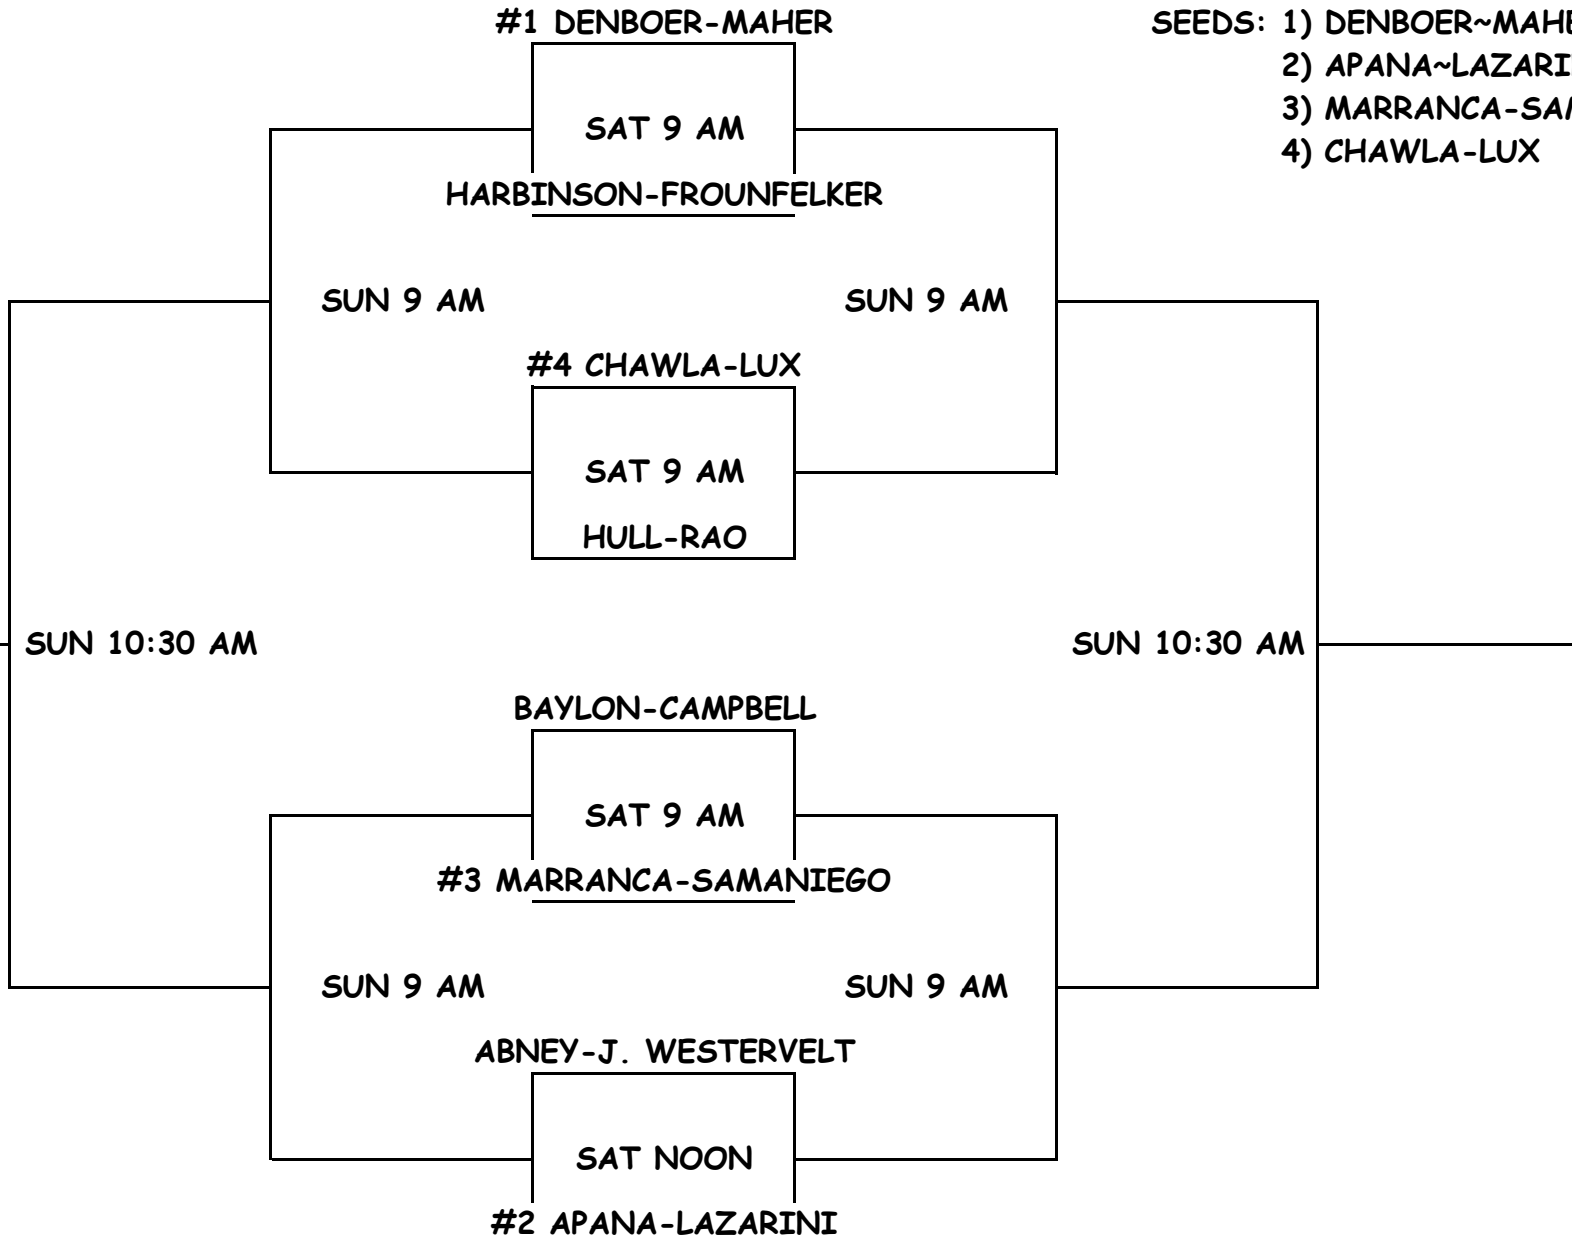 #1 DENBOER-MAHER
SEEDS: 1) DENBOER~MAHE
2) APANA~LAZARI
3) MARRANCA-SAM
4) CHAWLA-LUX
SAT 9 AM
HARBINSON-FROUNFELKER
SUN 9 AM
SUN 9 AM
#4 CHAWLA-LUX
SAT 9 AM
HULL-RAO
SUN 10:30 AM
SUN 10:30 AM
BAYLON-CAMPBELL
SAT 9 AM
#3 MARRANCA-SAMANIEGO
SUN 9 AM
SUN 9 AM
ABNEY-J. WESTERVELT
SAT NOON
#2 APANA-LAZARINI